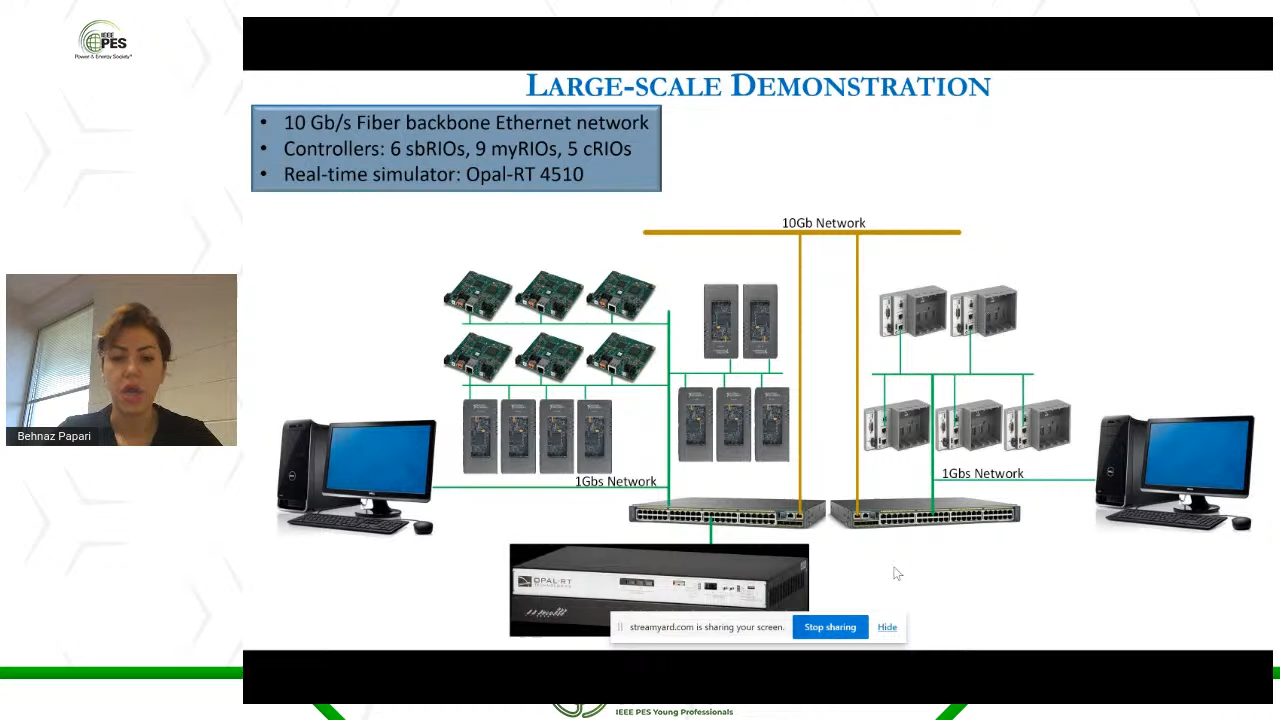 IEEE
PES
Power & Energy Society™
LARGE-SCALE DEMONSTRATION
• 10 Gb/s Fiber backbone Ethernet network
• Controllers: 6 sbRIOs, 9 myRIOs, 5 cRIOs
• Real-time simulator: Opal-RT 4510
10Gb Network
Behnaz Papari
1Gbs Network
1Gbs Network
OPAL-RT
TECHNOLOGIES
streamyard.com is sharing your screen.
Stop sharing
Hide
IEEE PES Young Professionals